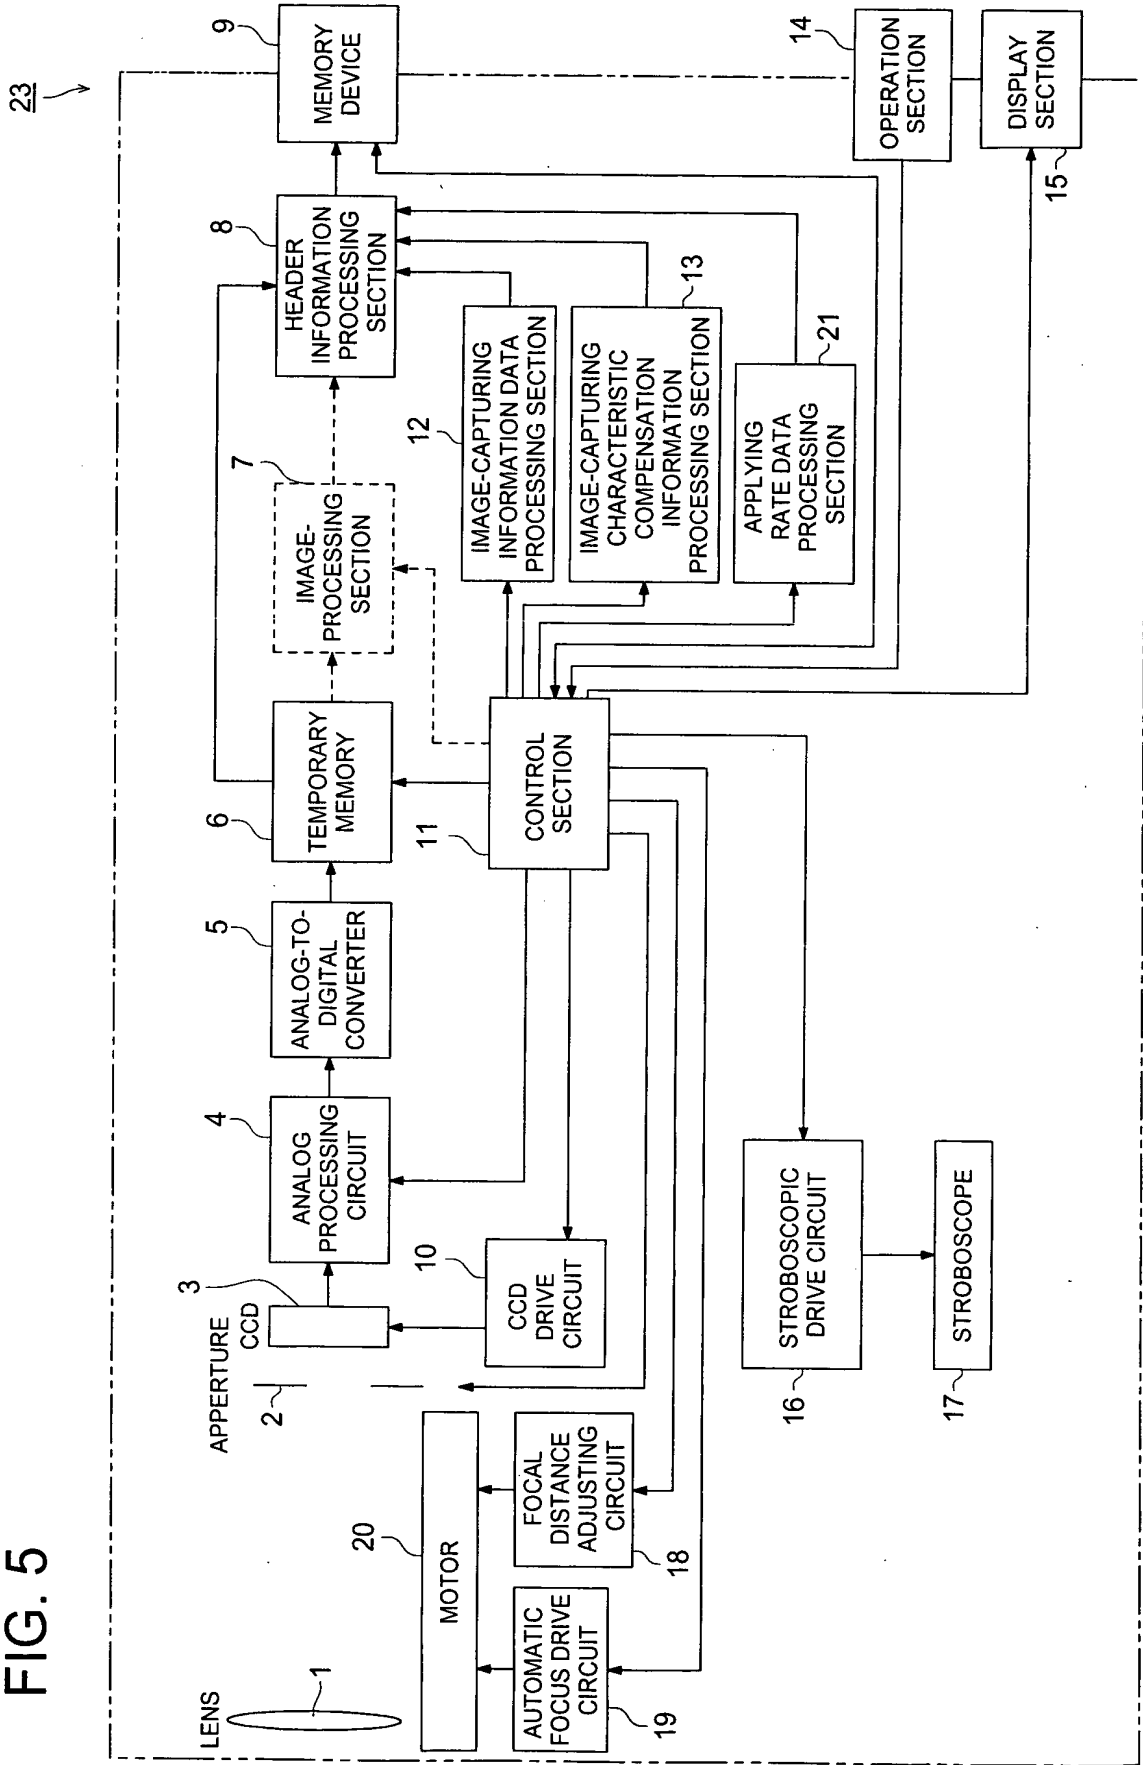 FIG. 5
23
LENS
1
APPERTURE
2
CCD
3
4
ANALOG
PROCESSING
CIRCUIT
5
ANALOG-TO-
DIGITAL
CONVERTER
6
TEMPORARY
MEMORY
7
IMAGE-
PROCESSING
SECTION
8
HEADER
INFORMATION
PROCESSING
SECTION
9
MEMORY
DEVICE
20
MOTOR
10
CCD
DRIVE
CIRCUIT
11
CONTROL
SECTION
12
IMAGE-CAPTURING
INFORMATION DATA
PROCESSING SECTION
13
IMAGE-CAPTURING
CHARACTERISTIC
COMPENSATION
INFORMATION
PROCESSING SECTION
21
APPLYING
RATE DATA
PROCESSING
SECTION
AUTOMATIC
FOCUS DRIVE
CIRCUIT
19
FOCAL
DISTANCE
ADJUSTING
CIRCUIT
18
STROBOSCOPIC
DRIVE CIRCUIT
16
STROBOSCOPE
17
14
OPERATION
SECTION
DISPLAY
SECTION
15